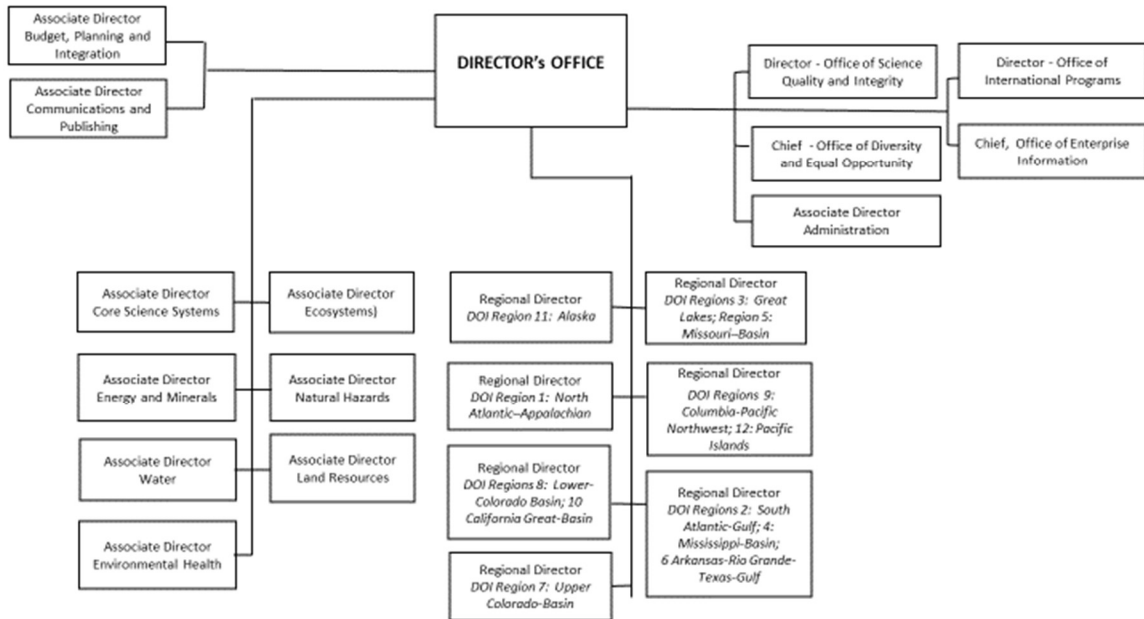 Associate Director
Budget, Planning and
Integration
Associate Director
Communications and
Publishing
DIRECTOR's OFFICE
Director - Office of Science
Quality and Integrity
Director - Office of
International Programs
Chief - Office of Diversity
and Equal Opportunity
Chief, Office of Enterprise
Information
Associate Director
Administration
Associate Director
Core Science Systems
Associate Director
Ecosystems)
Associate Director
Energy and Minerals
Associate Director
Natural Hazards
Associate Director
Water
Associate Director
Land Resources
Associate Director
Environmental Health
Regional Director
DOI Region 11: Alaska
Regional Director
DOI Regions 3: Great
Lakes; Region 5:
Missouri–Basin
Regional Director
DOI Region 1: North
Atlantic–Appalachian
Regional Director
DOI Regions 9:
Columbia-Pacific
Northwest; 12: Pacific
Islands
Regional Director
DOI Regions 8: Lower-
Colorado Basin; 10
California Great-Basin
Regional Director
DOI Regions 2: South
Atlantic-Gulf; 4:
Mississippi-Basin;
6 Arkansas-Rio Grande-
Texas-Gulf
Regional Director
DOI Region 7: Upper
Colorado-Basin